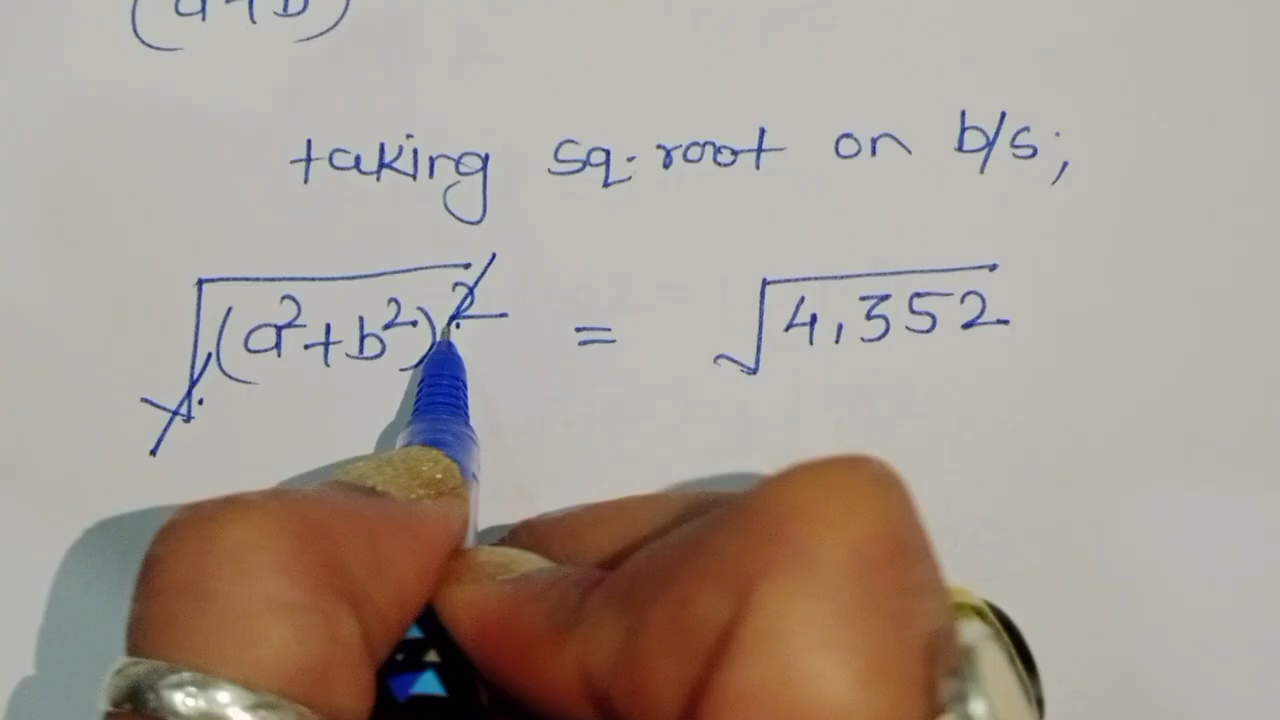 (a+b)
taking sq. root on b/s;
√(a²+b²)² = √4,352